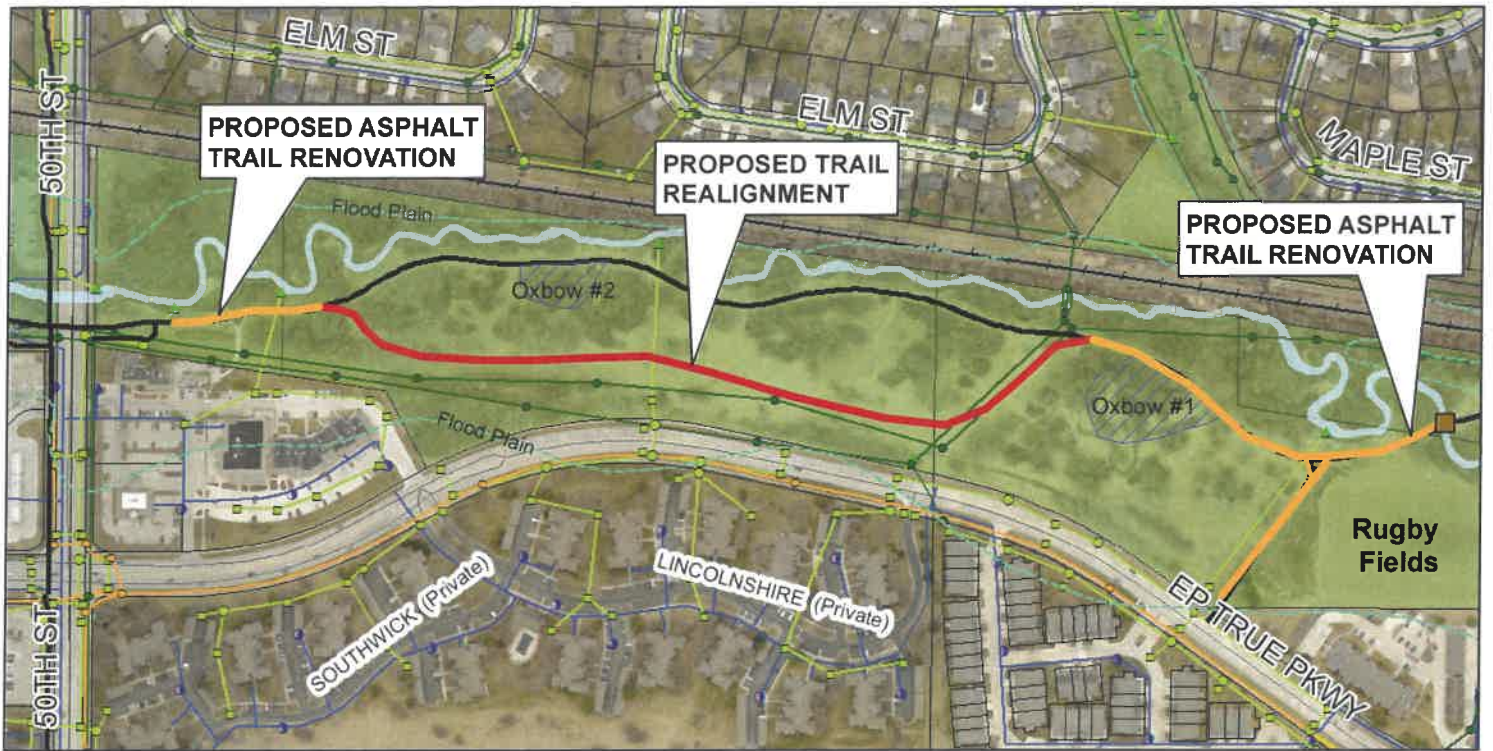 ELM ST
50TH ST
PROPOSED ASPHALT
TRAIL RENOVATION
ELM ST
PROPOSED TRAIL
REALIGNMENT
MAPLE ST
PROPOSED ASPHALT
TRAIL RENOVATION
Flood Plain
Oxbow #2
Oxbow #1
Flood Plain
Rugby
Fields
SOUTHWICK (Private)
LINCOLNSHIRE (Private)
EP TRUE PKWY
50TH ST